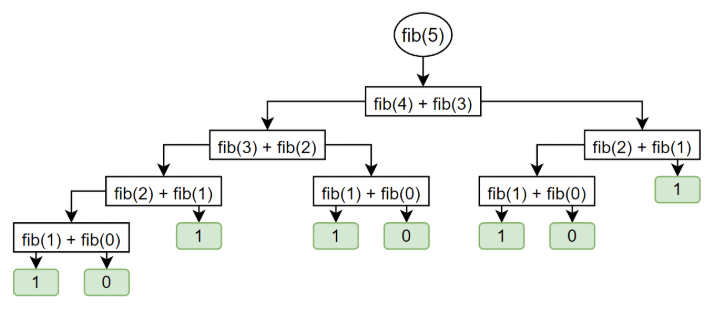 fib(5)
fib(4) + fib(3)
fib(3) + fib(2)
fib(2) + fib(1)
fib(2) + fib(1)
fib(1) + fib(0)
fib(1) + fib(0)
1
fib(1) + fib(0)
1
1
0
1
0
1
0